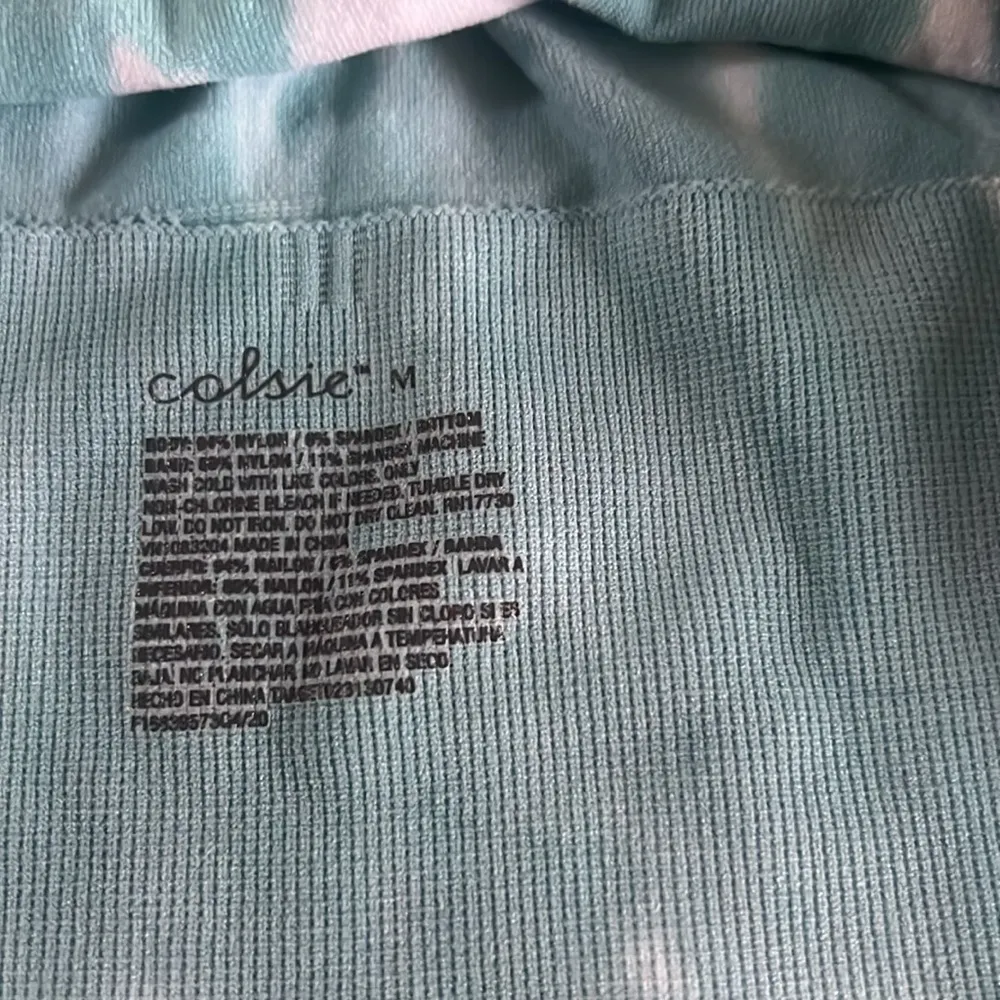 colsie™ M
BODY: 94% NYLON / 6% SPANDEX / BOTTOM
BAND: 89% NYLON / 11% SPANDEX MACHINE
WASH COLD WITH LIKE COLORS. ONLY
NON-CHLORINE BLEACH IF NEEDED. TUMBLE DRY
LOW. DO NOT IRON. DO NOT DRY CLEAN. RN17730
MADE IN CHINA
CUERPO: 94% NAILON / 6% SPANDEX / BANDA
INFERIOR: 89% NAILON / 11% SPANDEX LAVAR A
MÁQUINA CON AGUA FRIA CON COLORES
SIMILARES. SÓLO BLANQUEADOR SIN CLORO SI ES
NECESARIO. SECAR A MÁQUINA A TEMPERATURA
BAJA. NO PLANCHAR. NO LAVAR EN SECO.
HECHO EN CHINA